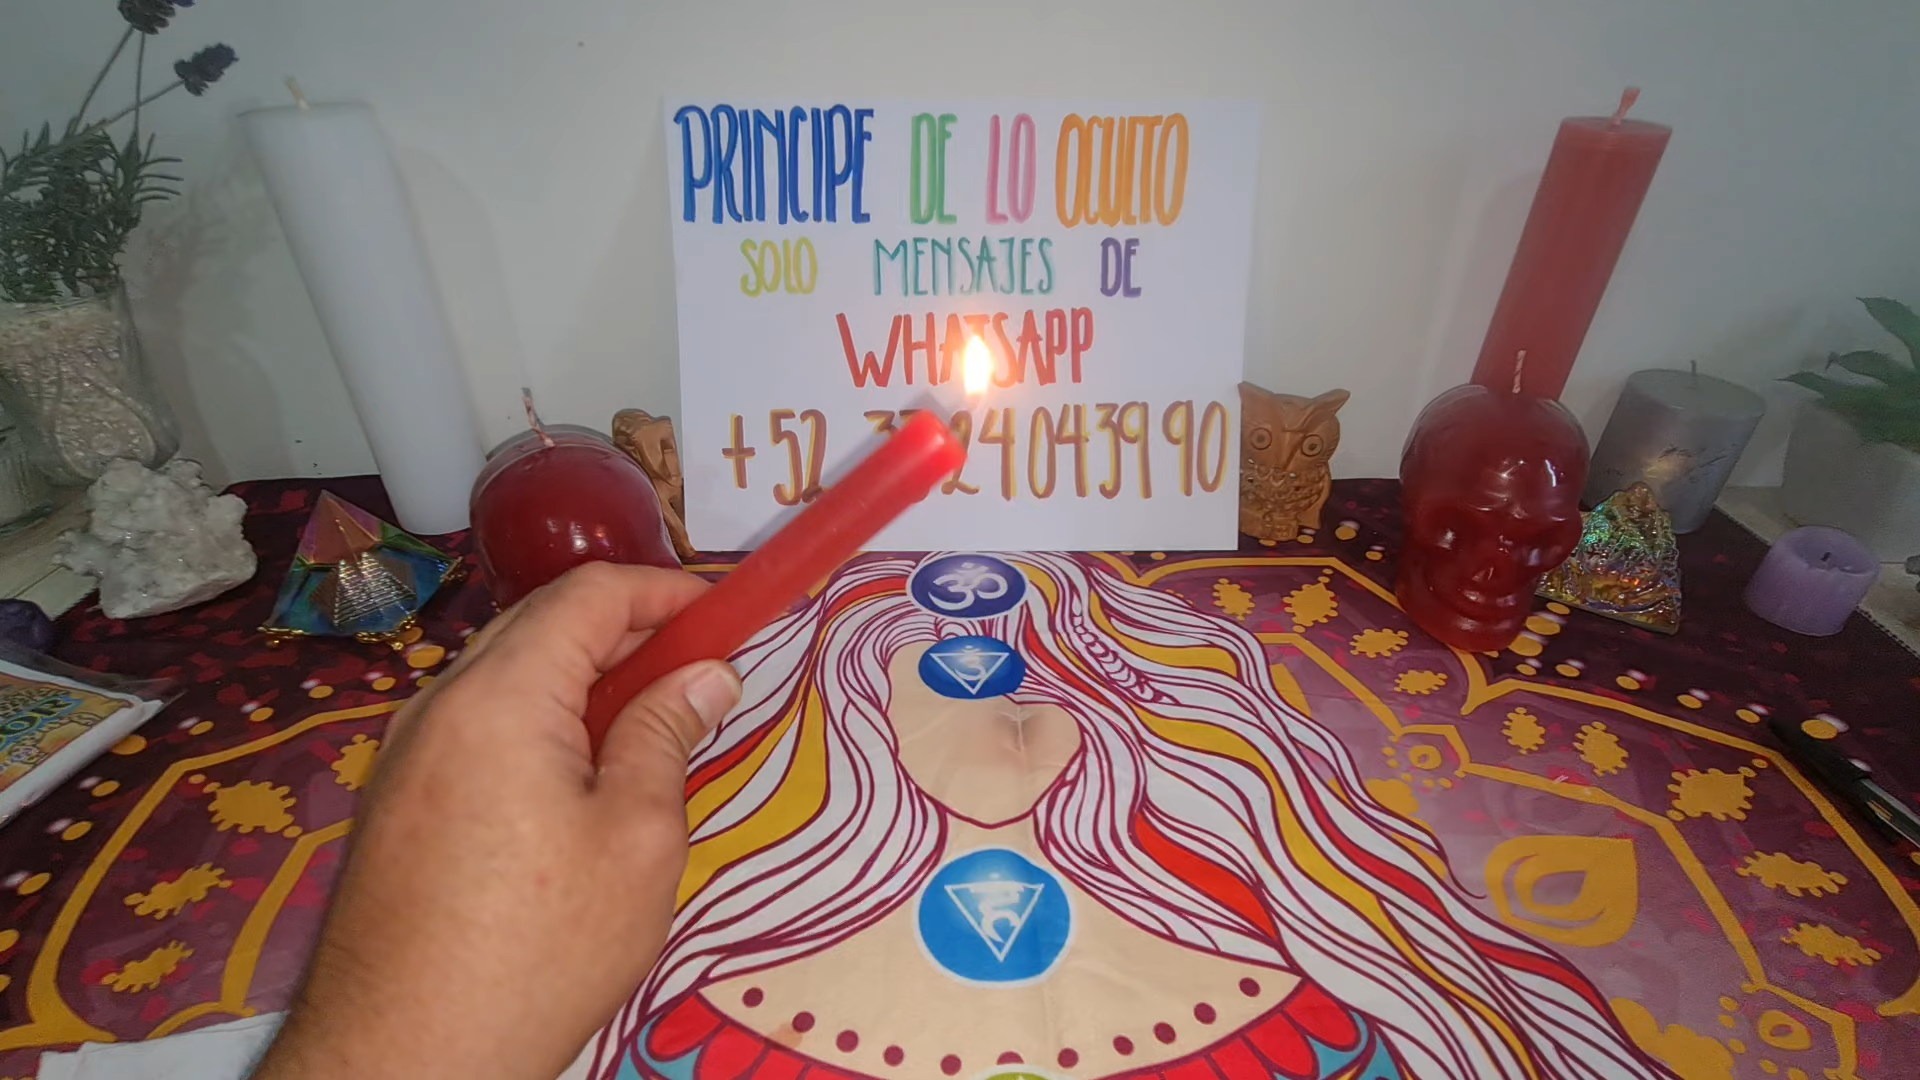 PRINCIPE DE LO OCULTO
SOLO MENSAJES DE
WHATSAPP
+52 24043990